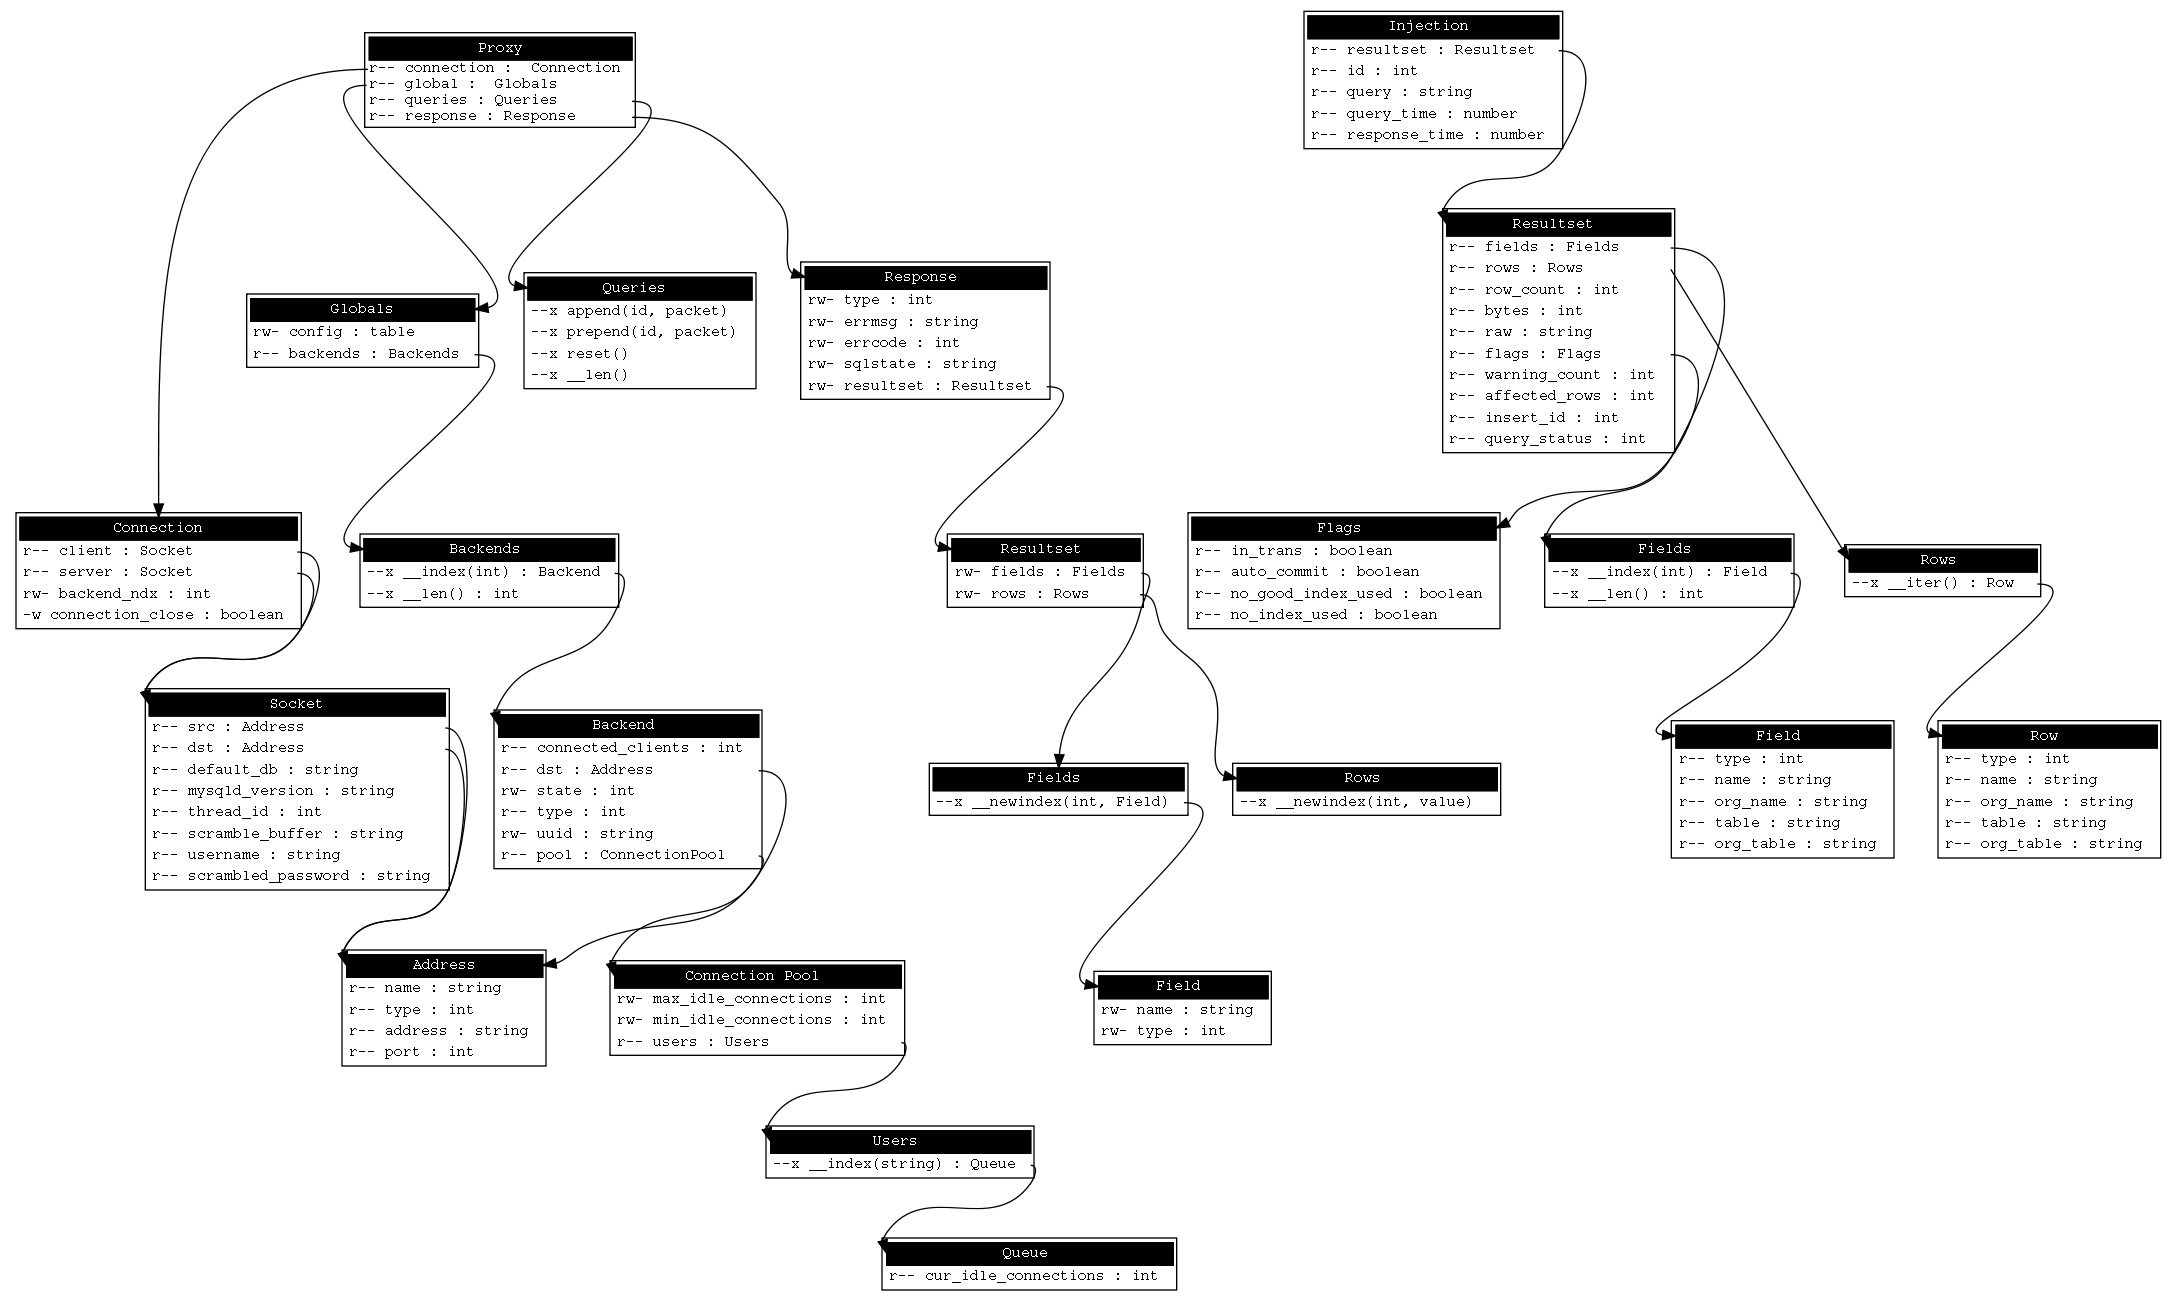 Proxy
r-- connection :  Connection
r-- global :  Globals
r-- queries : Queries
r-- response : Response
Injection
r-- resultset : Resultset
r-- id : int
r-- query : string
r-- query_time : number
r-- response_time : number
Resultset
r-- fields : Fields
r-- rows : Rows
r-- row_count : int
r-- bytes : int
r-- raw : string
r-- flags : Flags
r-- warning_count : int
r-- affected_rows : int
r-- insert_id : int
r-- query_status : int
Globals
rw- config : table
r-- backends : Backends
Queries
--x append(id, packet)
--x prepend(id, packet)
--x reset()
--x __len()
Response
rw- type : int
rw- errmsg : string
rw- errcode : int
rw- sqlstate : string
rw- resultset : Resultset
Connection
r-- client : Socket
r-- server : Socket
rw- backend_ndx : int
-w connection_close : boolean
Backends
--x __index(int) : Backend
--x __len() : int
Resultset
rw- fields : Fields
rw- rows : Rows
Flags
r-- in_trans : boolean
r-- auto_commit : boolean
r-- no_good_index_used : boolean
r-- no_index_used : boolean
Fields
--x __index(int) : Field
--x __len() : int
Rows
--x __iter() : Row
Socket
r-- src : Address
r-- dst : Address
r-- default_db : string
r-- mysqld_version : string
r-- thread_id : int
r-- scramble_buffer : string
r-- username : string
r-- scrambled_password : string
Backend
r-- connected_clients : int
r-- dst : Address
rw- state : int
r-- type : int
rw- uuid : string
r-- pool : ConnectionPool
Fields
--x __newindex(int, Field)
Rows
--x __newindex(int, value)
Field
r-- type : int
r-- name : string
r-- org_name : string
r-- table : string
r-- org_table : string
Row
r-- type : int
r-- name : string
r-- org_name : string
r-- table : string
r-- org_table : string
Address
r-- name : string
r-- type : int
r-- address : string
r-- port : int
Connection Pool
rw- max_idle_connections : int
rw- min_idle_connections : int
r-- users : Users
Field
rw- name : string
rw- type : int
Users
--x __index(string) : Queue
Queue
r-- cur_idle_connections : int